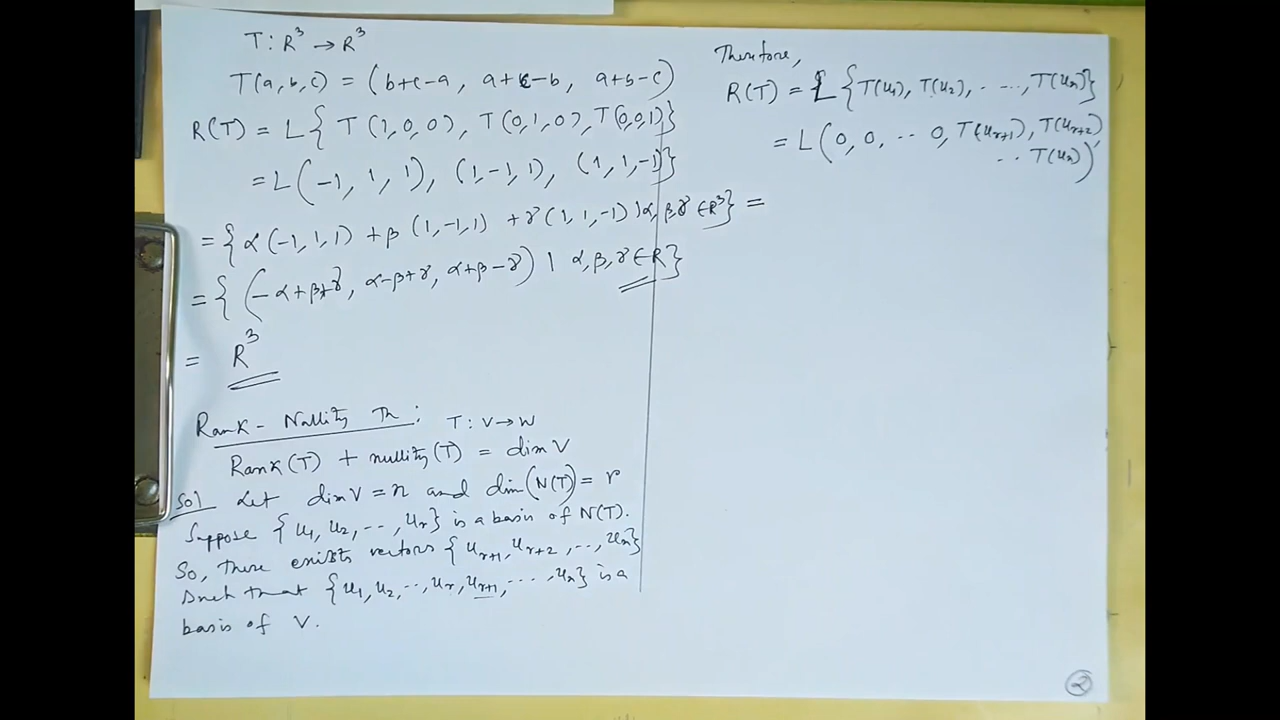 T: R³ → R³
T(a, b, c) = (b+c-a, a+c-b, a+b-c)
R(T) = L{ T(1,0,0), T(0,1,0), T(0,0,1)}
= L(-1, 1, 1), (1,-1,1), (1,1,-1)}
= {α(-1,1,1) + β(1,-1,1) + γ(1,1,-1) | α,β,γ ∈ R³} =
= {(-α+β+γ, α-β+γ, α+β-γ) | α,β,γ ∈ R}
= R³
Rank - Nullity Th: T: V→W
Rank(T) + nullity(T) = dim V
Sol Let dim V = n and dim(N(T)) = r
Suppose {u₁, u₂, ..., uᵣ} is a basis of N(T).
So, there exists vectors {uᵣ₊₁, uᵣ₊₂, ..., uₙ}
such that {u₁, u₂, .., uᵣ, uᵣ₊₁, ..., uₙ} is a
basis of V.
Therefore,
R(T) = L{T(u₁), T(u₂), ....., T(uₙ)}
= L(0, 0, ... 0, T(uᵣ₊₁), T(uᵣ₊₂),
.. T(uₙ))
2